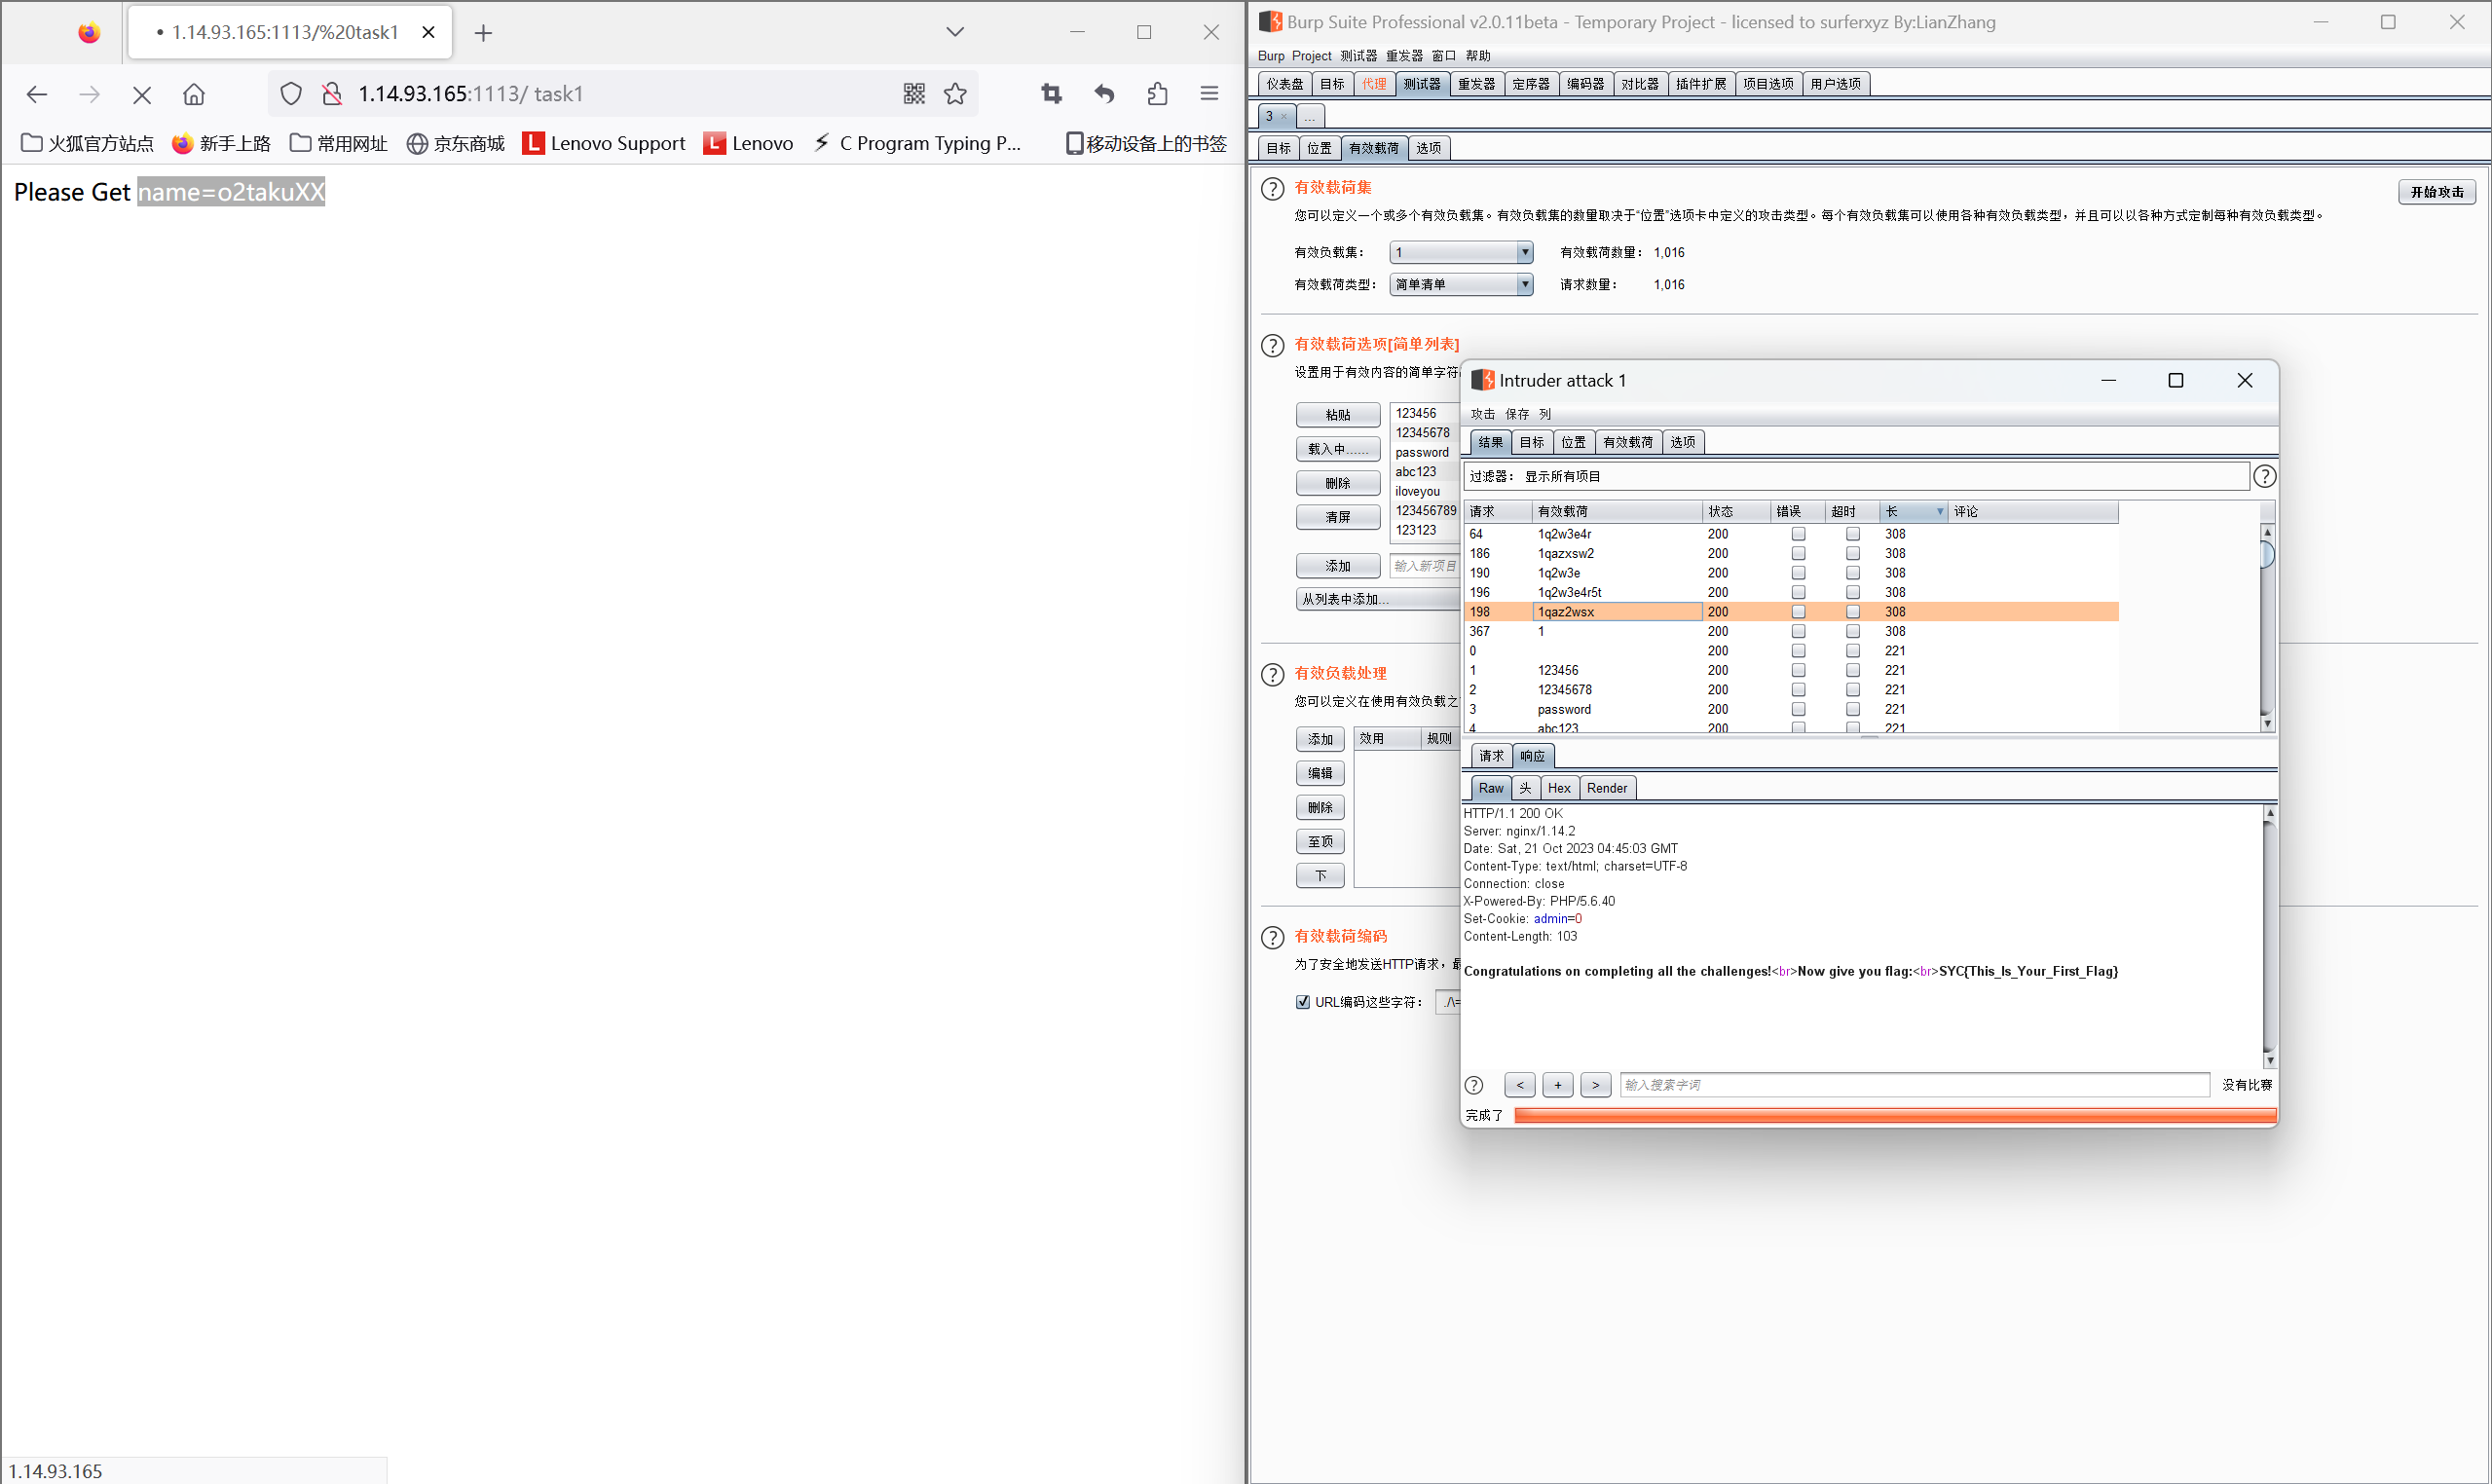 1.14.93.165:1113/%20task1
1.14.93.165:1113/ task1
火狐官方站点 新手上路 常用网址 京东商城 Lenovo Support Lenovo C Program Typing P... 移动设备上的书签
Please Get name=o2takuXX
1.14.93.165
Burp Suite Professional v2.0.11beta - Temporary Project - licensed to surferxyz By:LianZhang
Burp Project 测试器 重发器 窗口 帮助
仪表盘 目标 代理 测试器 重发器 定序器 编码器 对比器 插件扩展 项目选项 用户选项
3 × ...
目标 位置 有效载荷 选项
? 有效载荷集 开始攻击
您可以定义一个或多个有效负载集。有效负载集的数量取决于“位置”选项卡中定义的攻击类型。每个有效负载集可以使用各种有效负载类型，并且可以以各种方式定制每种有效负载类型。
有效负载集： 1 有效载荷数量： 1,016
有效载荷类型： 简单清单 请求数量： 1,016
? 有效载荷选项[简单列表]
设置用于有效内容的简单字符
粘贴 123456
12345678
载入中...... password
abc123
删除 iloveyou
123456789
清屏 123123
添加 输入新项目
从列表中添加...
? 有效负载处理
您可以定义在使用有效负载之
添加 效用 规则
编辑
删除
至顶
下
? 有效载荷编码
为了安全地发送HTTP请求，最
URL编码这些字符： ./\=
Intruder attack 1
攻击 保存 列
结果 目标 位置 有效载荷 选项
过滤器： 显示所有项目 ?
请求 有效载荷 状态 错误 超时 长 评论
64 1q2w3e4r 200 308
186 1qazxsw2 200 308
190 1q2w3e 200 308
196 1q2w3e4r5t 200 308
198 1qaz2wsx 200 308
367 1 200 308
0 200 221
1 123456 200 221
2 12345678 200 221
3 password 200 221
4 abc123 200 221
请求 响应
Raw 头 Hex Render
HTTP/1.1 200 OK
Server: nginx/1.14.2
Date: Sat, 21 Oct 2023 04:45:03 GMT
Content-Type: text/html; charset=UTF-8
Connection: close
X-Powered-By: PHP/5.6.40
Set-Cookie: admin=0
Content-Length: 103
Congratulations on completing all the challenges!<br>Now give you flag:<br>SYC{This_Is_Your_First_Flag}
? < + > 输入搜索字词 没有比赛
完成了